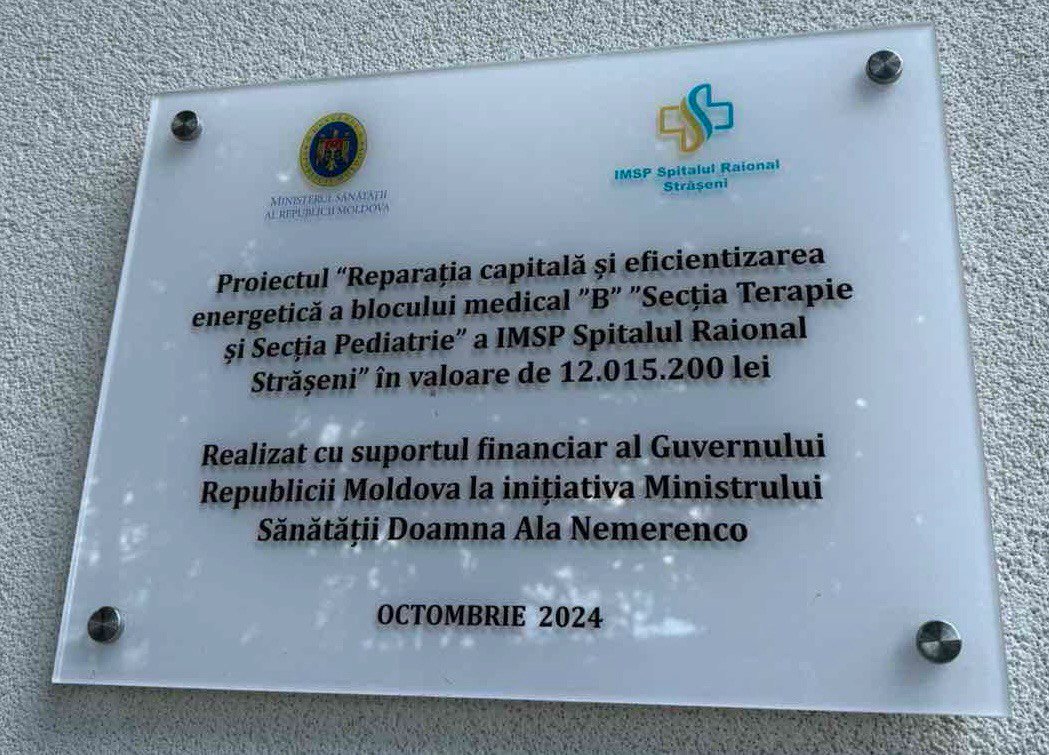 MINISTERUL SĂNĂTĂȚII
AL REPUBLICII MOLDOVA
IMSP Spitalul Raional
Strășeni
Proiectul “Reparația capitală și eficientizarea
energetică a blocului medical ”B” ”Secția Terapie
și Secția Pediatrie” a IMSP Spitalul Raional
Strășeni” în valoare de 12.015.200 lei
Realizat cu suportul financiar al Guvernului
Republicii Moldova la inițiativa Ministrului
Sănătății Doamna Ala Nemerenco
OCTOMBRIE 2024